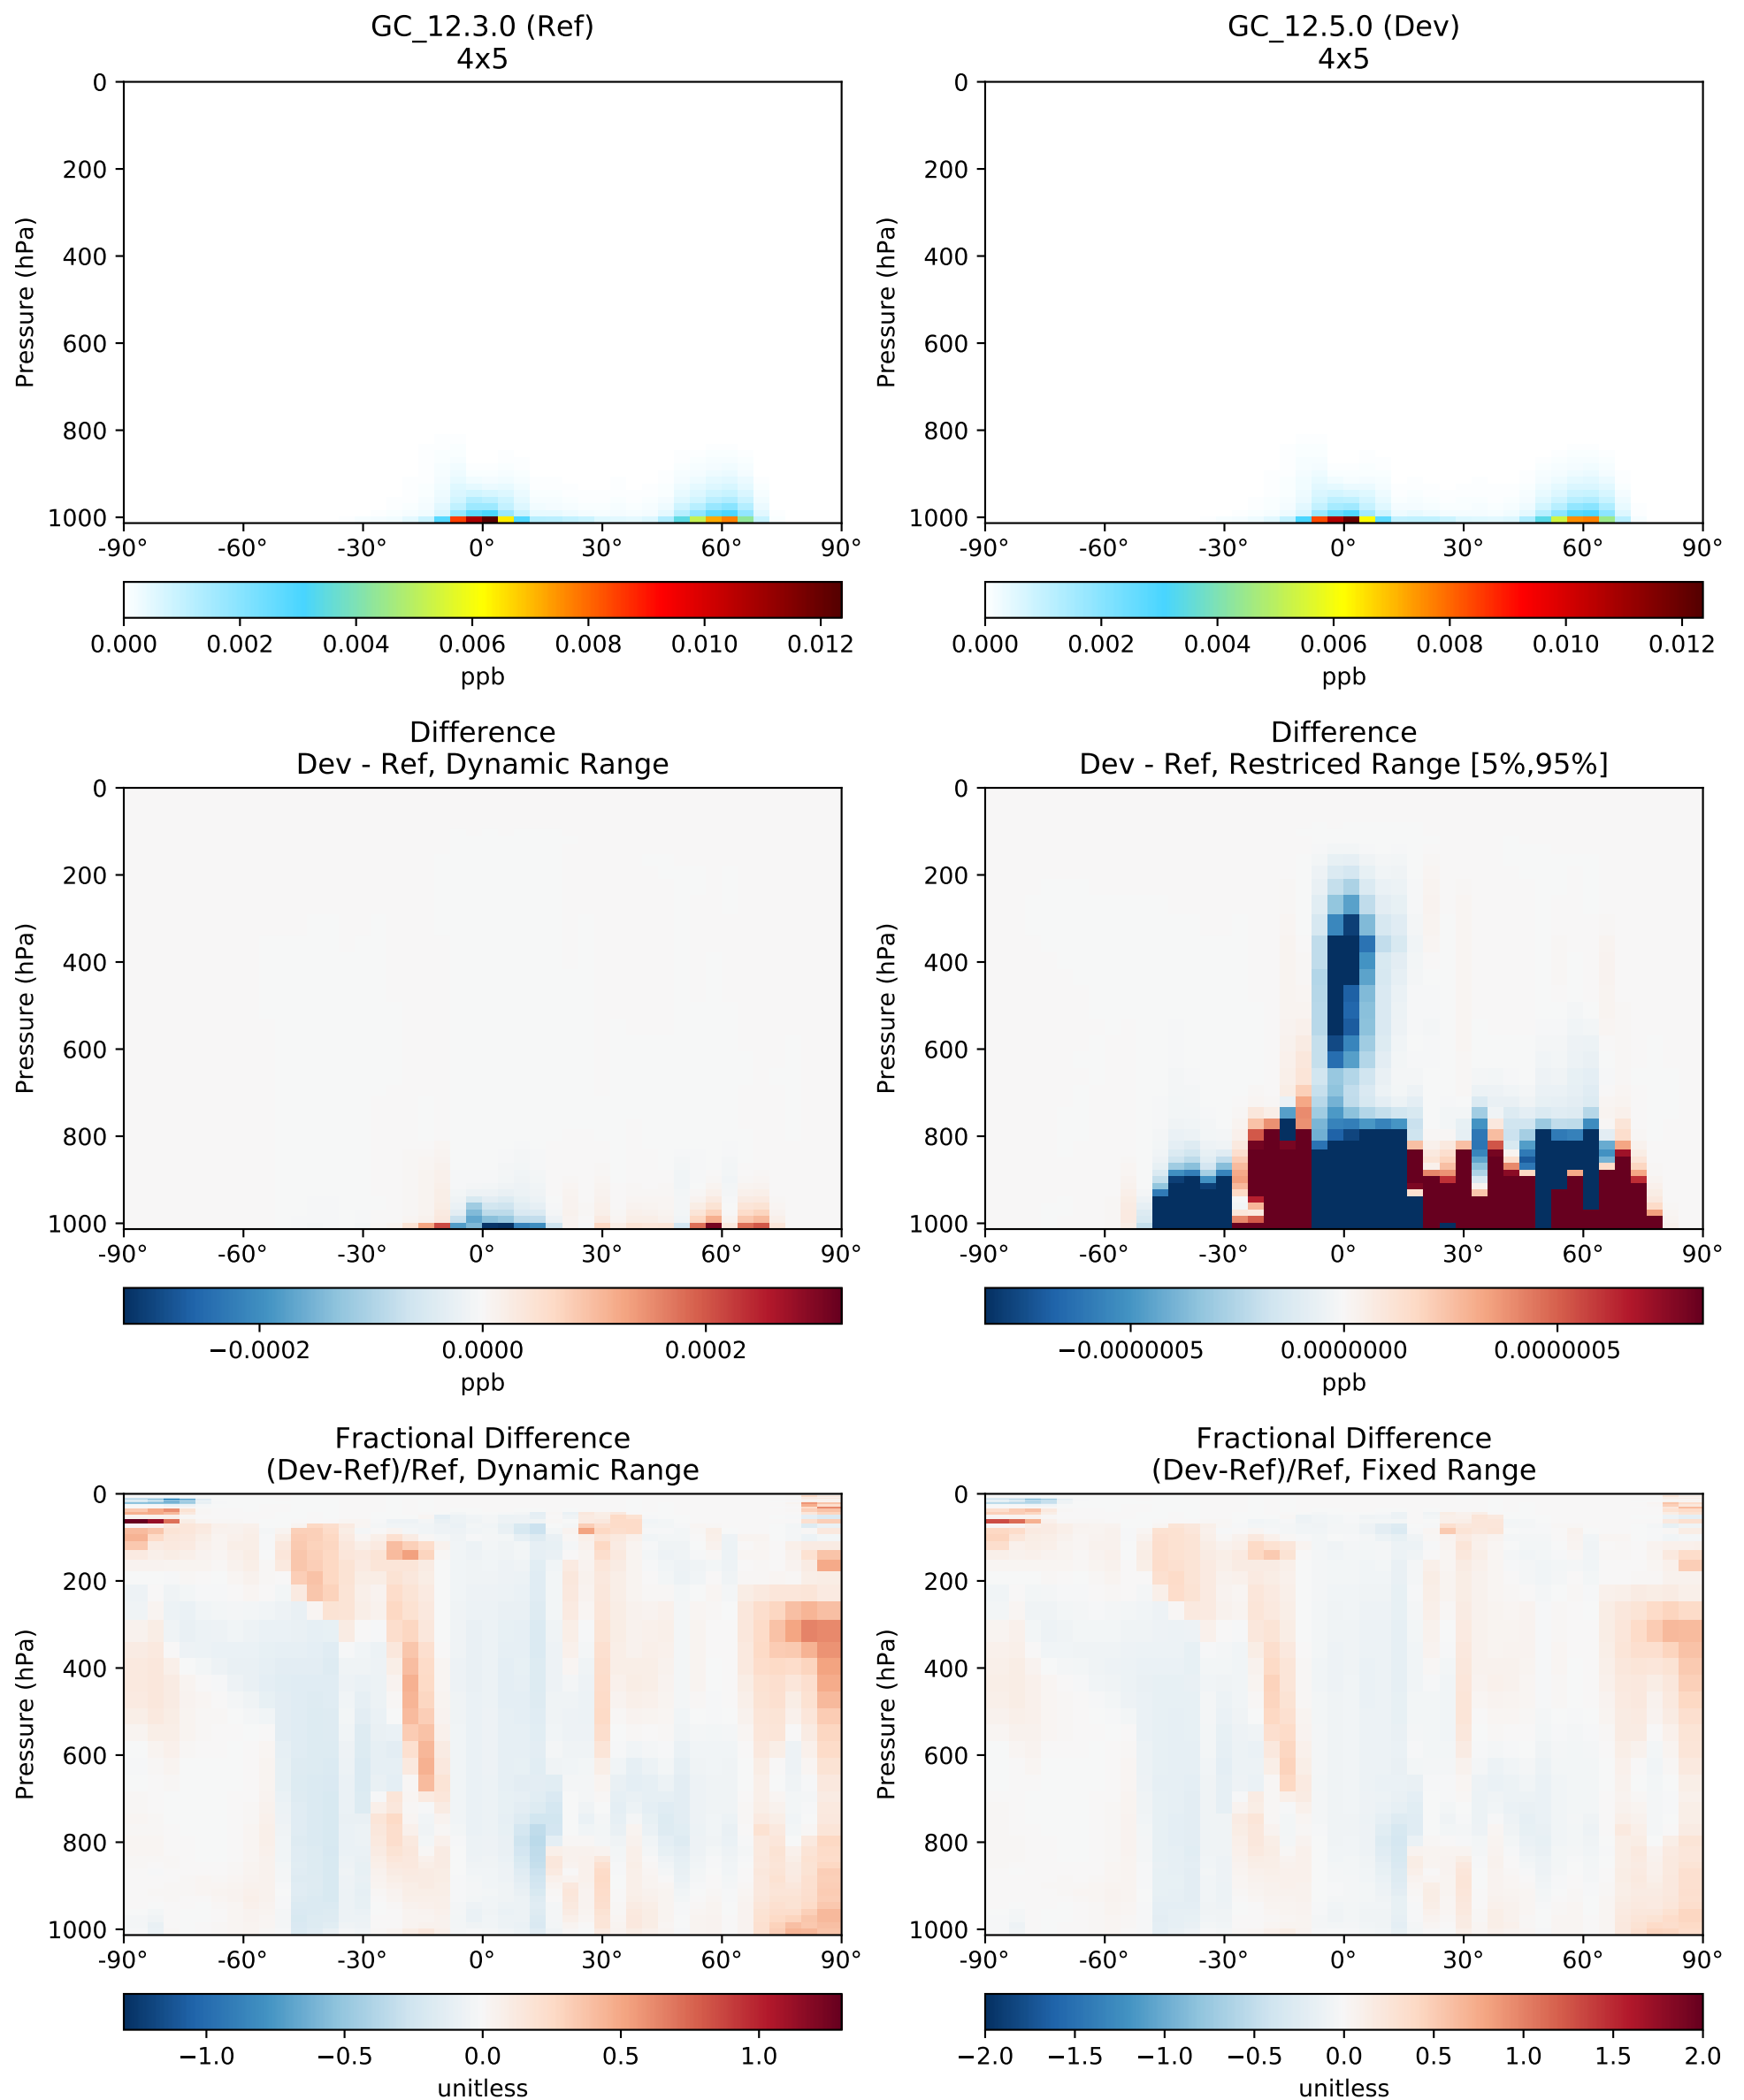 GC_12.3.0 (Ref)
4x5
GC_12.5.0 (Dev)
4x5
0
200
400
600
800
1000
Pressure (hPa)
-90° -60° -30° 0° 30° 60° 90°
0.000 0.002 0.004 0.006 0.008 0.010 0.012
ppb
0
200
400
600
800
1000
Pressure (hPa)
-90° -60° -30° 0° 30° 60° 90°
0.000 0.002 0.004 0.006 0.008 0.010 0.012
ppb
Difference
Dev - Ref, Dynamic Range
0
200
400
600
800
1000
Pressure (hPa)
-90° -60° -30° 0° 30° 60° 90°
−0.0002 0.0000 0.0002
ppb
Difference
Dev - Ref, Restriced Range [5%,95%]
0
200
400
600
800
1000
Pressure (hPa)
-90° -60° -30° 0° 30° 60° 90°
−0.0000005 0.0000000 0.0000005
ppb
Fractional Difference
(Dev-Ref)/Ref, Dynamic Range
0
200
400
600
800
1000
Pressure (hPa)
-90° -60° -30° 0° 30° 60° 90°
−1.0 −0.5 0.0 0.5 1.0
unitless
Fractional Difference
(Dev-Ref)/Ref, Fixed Range
0
200
400
600
800
1000
Pressure (hPa)
-90° -60° -30° 0° 30° 60° 90°
−2.0 −1.5 −1.0 −0.5 0.0 0.5 1.0 1.5 2.0
unitless